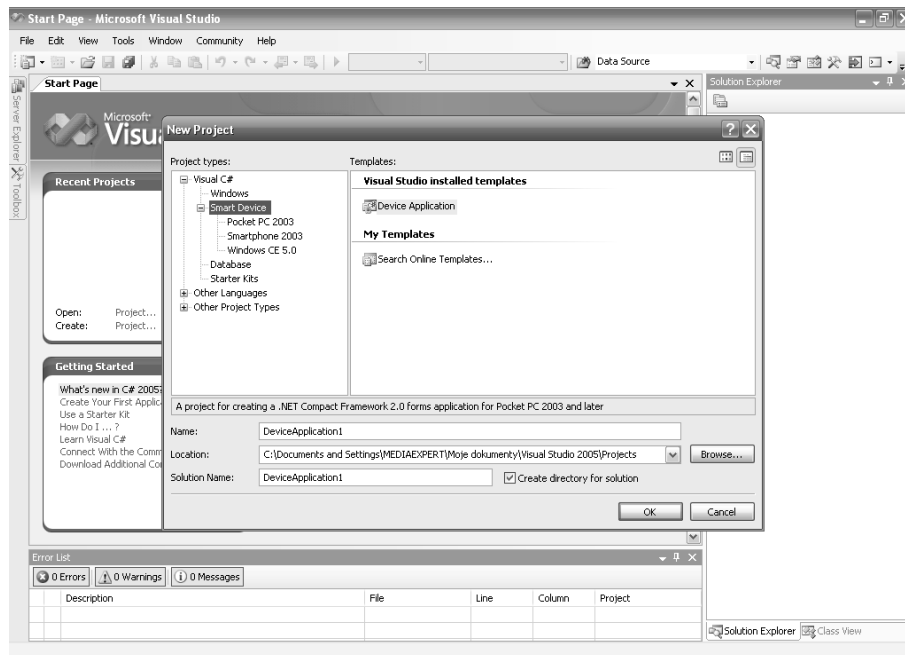 Start Page - Microsoft Visual Studio
File Edit View Tools Window Community Help
Data Source
Start Page
Solution Explorer
Server Explorer
Toolbox
Microsoft
New Project
Project types:
Templates:
Visual C#
Windows
Smart Device
Pocket PC 2003
Smartphone 2003
Windows CE 5.0
Database
Starter Kits
Other Languages
Other Project Types
Visual Studio installed templates
Device Application
My Templates
Search Online Templates...
A project for creating a .NET Compact Framework 2.0 forms application for Pocket PC 2003 and later
Name: DeviceApplication1
Location: C:\Documents and Settings\MEDIAEXPERT\Moje dokumenty\Visual Studio 2005\Projects Browse...
Solution Name: DeviceApplication1 Create directory for solution
OK Cancel
Recent Projects
Open: Project...
Create: Project...
Getting Started
What's new in C# 2005
Create Your First
Use a Starter Kit
How Do I ... ?
Learn Visual C#
Connect With the
Download Additional
Error List
0 Errors 0 Warnings 0 Messages
Description File Line Column Project
Solution Explorer Class View